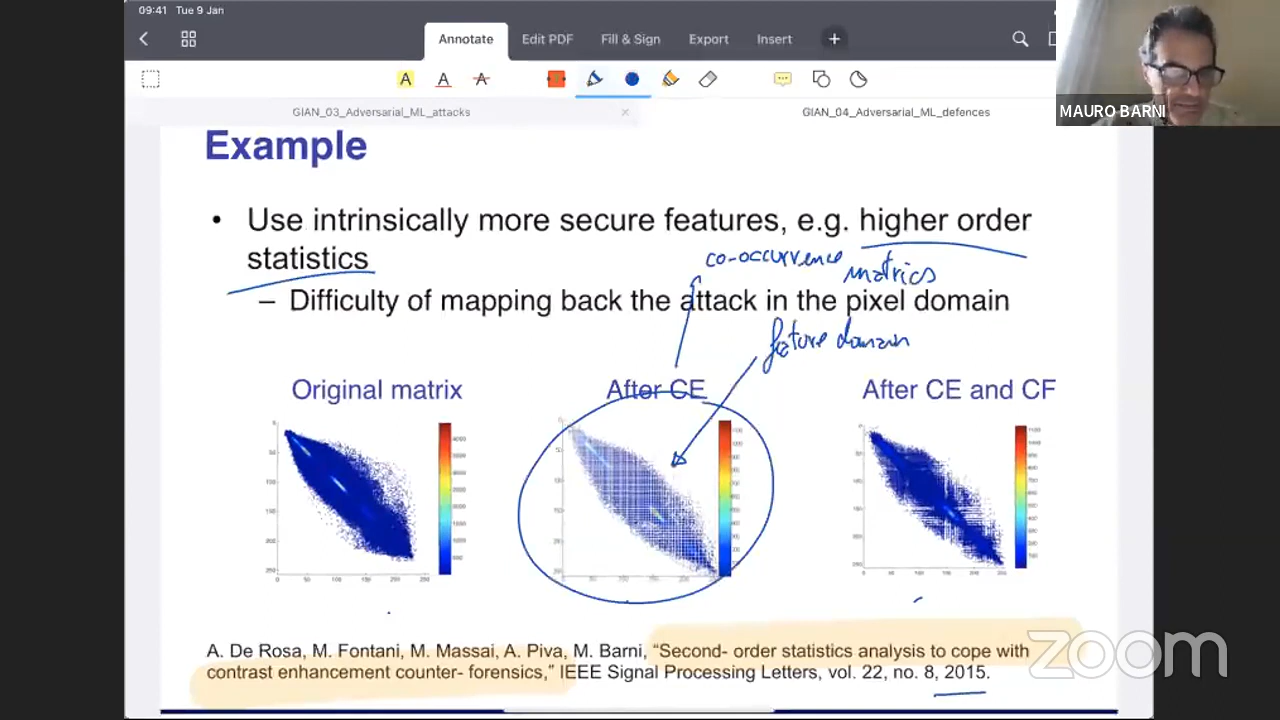 09:41 Tue 9 Jan
Annotate Edit PDF Fill & Sign Export Insert +
A A A
MAURO BARNI
GIAN_03_Adversarial_ML_attacks × GIAN_04_Adversarial_ML_defences
Example
• Use intrinsically more secure features, e.g. higher order
statistics
co-occurrence matrics
– Difficulty of mapping back the attack in the pixel domain
feature domain
Original matrix After CE After CE and CF
A. De Rosa, M. Fontani, M. Massai, A. Piva, M. Barni, “Second- order statistics analysis to cope with
contrast enhancement counter- forensics,” IEEE Signal Processing Letters, vol. 22, no. 8, 2015.
zoom